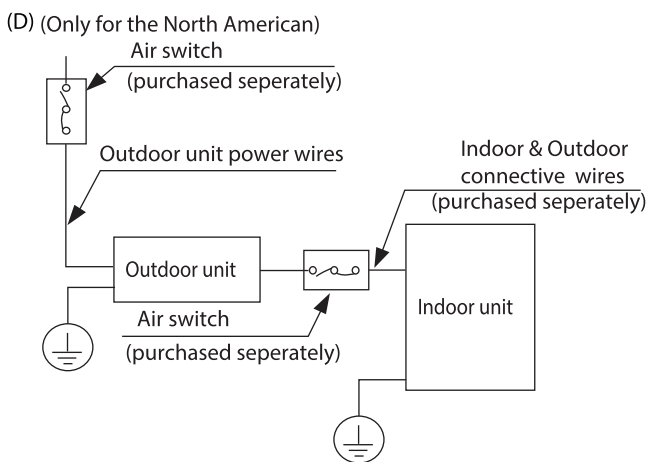 (D) (Only for the North American)
Air switch
(purchased seperately)
Outdoor unit power wires
Indoor & Outdoor
connective wires
(purchased seperately)
Outdoor unit
Indoor unit
Air switch
(purchased seperately)